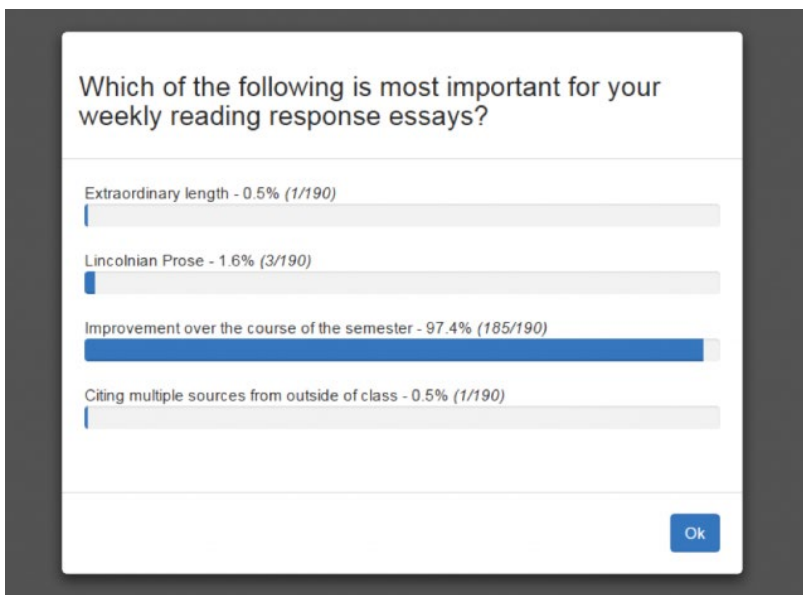 Which of the following is most important for your
weekly reading response essays?
Extraordinary length - 0.5% (1/190)
Lincolnian Prose - 1.6% (3/190)
Improvement over the course of the semester - 97.4% (185/190)
Citing multiple sources from outside of class - 0.5% (1/190)
Ok